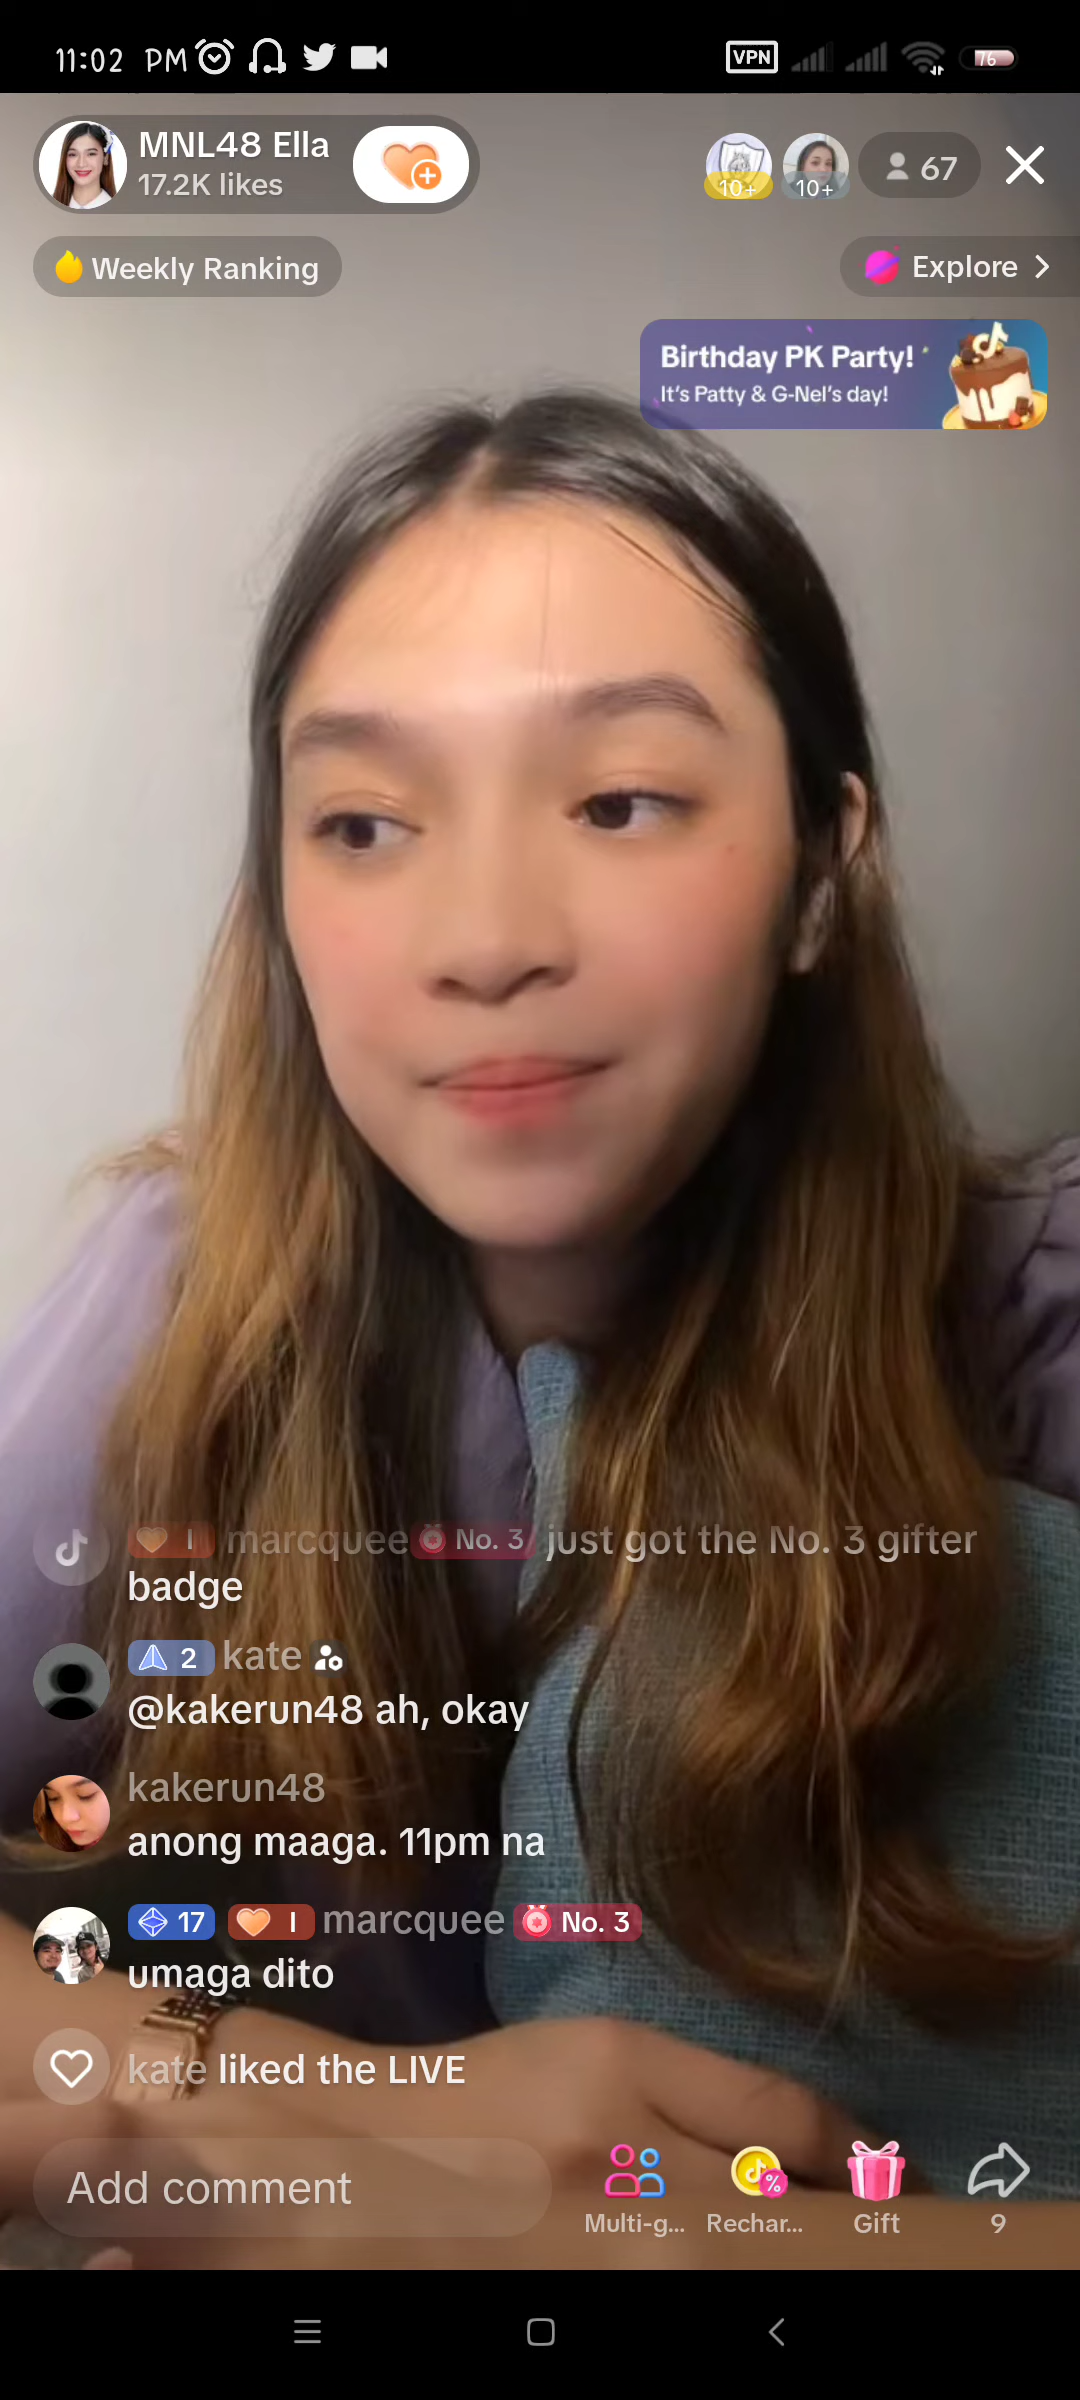 11:02 PM VPN 76
MNL48 Ella
17.2K likes
10+ 10+ 67
Weekly Ranking
Explore
Birthday PK Party!
It's Patty & G-Nel's day!
I marcquee No. 3 just got the No. 3 gifter
badge
2 kate
@kakerun48 ah, okay
kakerun48
anong maaga. 11pm na
17 I marcquee No. 3
umaga dito
kate liked the LIVE
Add comment
Multi-g... Rechar... Gift 9